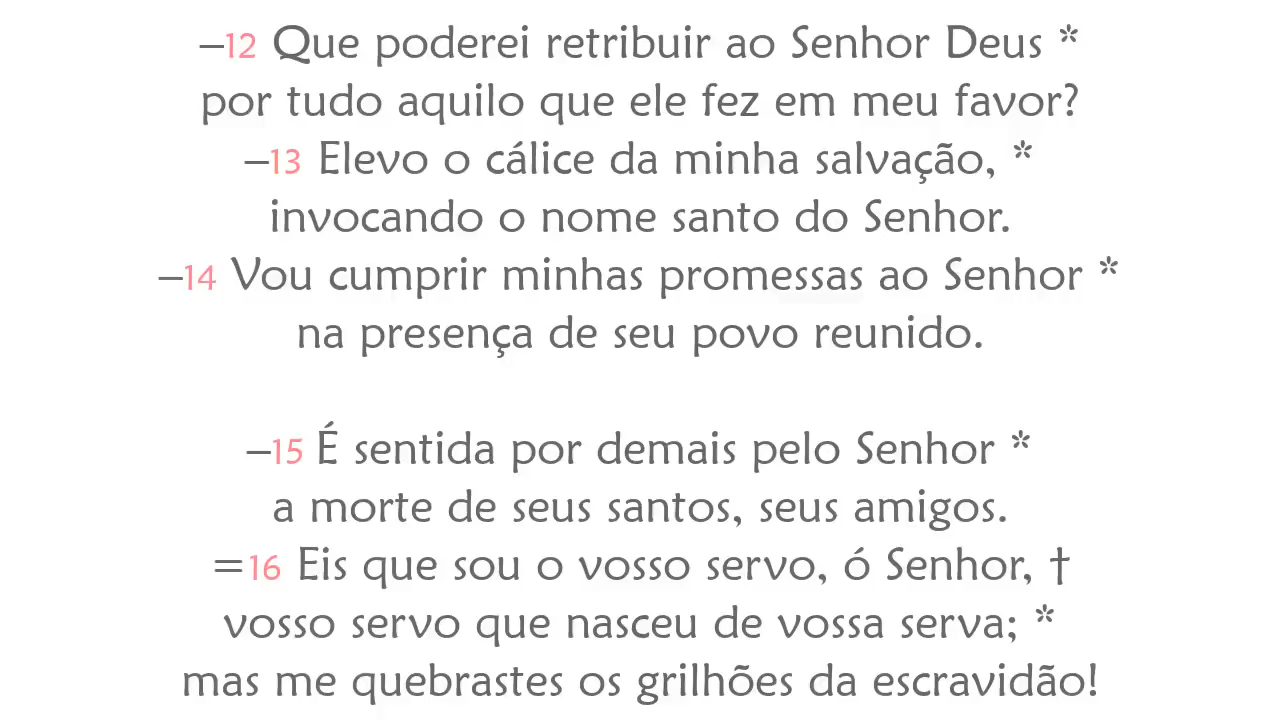 –12 Que poderei retribuir ao Senhor Deus *
por tudo aquilo que ele fez em meu favor?
–13 Elevo o cálice da minha salvação, *
invocando o nome santo do Senhor.
–14 Vou cumprir minhas promessas ao Senhor *
na presença de seu povo reunido.
–15 É sentida por demais pelo Senhor *
a morte de seus santos, seus amigos.
=16 Eis que sou o vosso servo, ó Senhor, †
vosso servo que nasceu de vossa serva; *
mas me quebrastes os grilhões da escravidão!